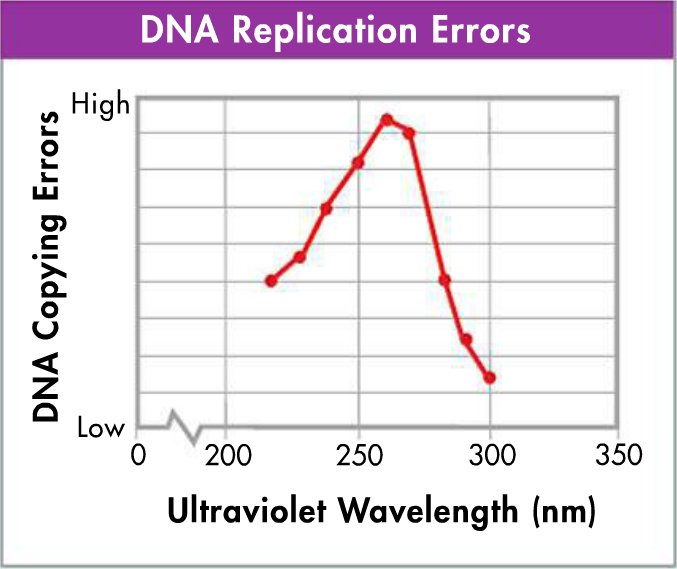 DNA Replication Errors
High
DNA Copying Errors
Low
0 200 250 300 350
Ultraviolet Wavelength (nm)